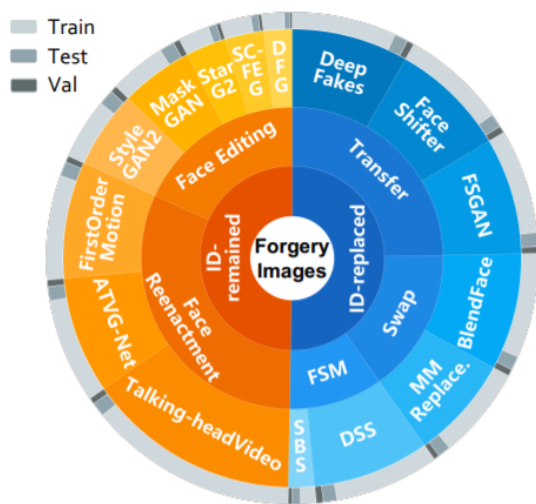 Train
Test
Val
Forgery
Images
ID-
remained
ID-replaced
Face Editing
Face
Reenactment
Transfer
Swap
FSM
Deep
Fakes
Face
Shifter
FSGAN
BlendFace
MM
Replace.
DSS
SBS
Talking-headVideo
ATVG-Net
FirstOrder
Motion
Style
GAN2
Mask
GAN
Star
G2
SC-
FE
G
D
F
G